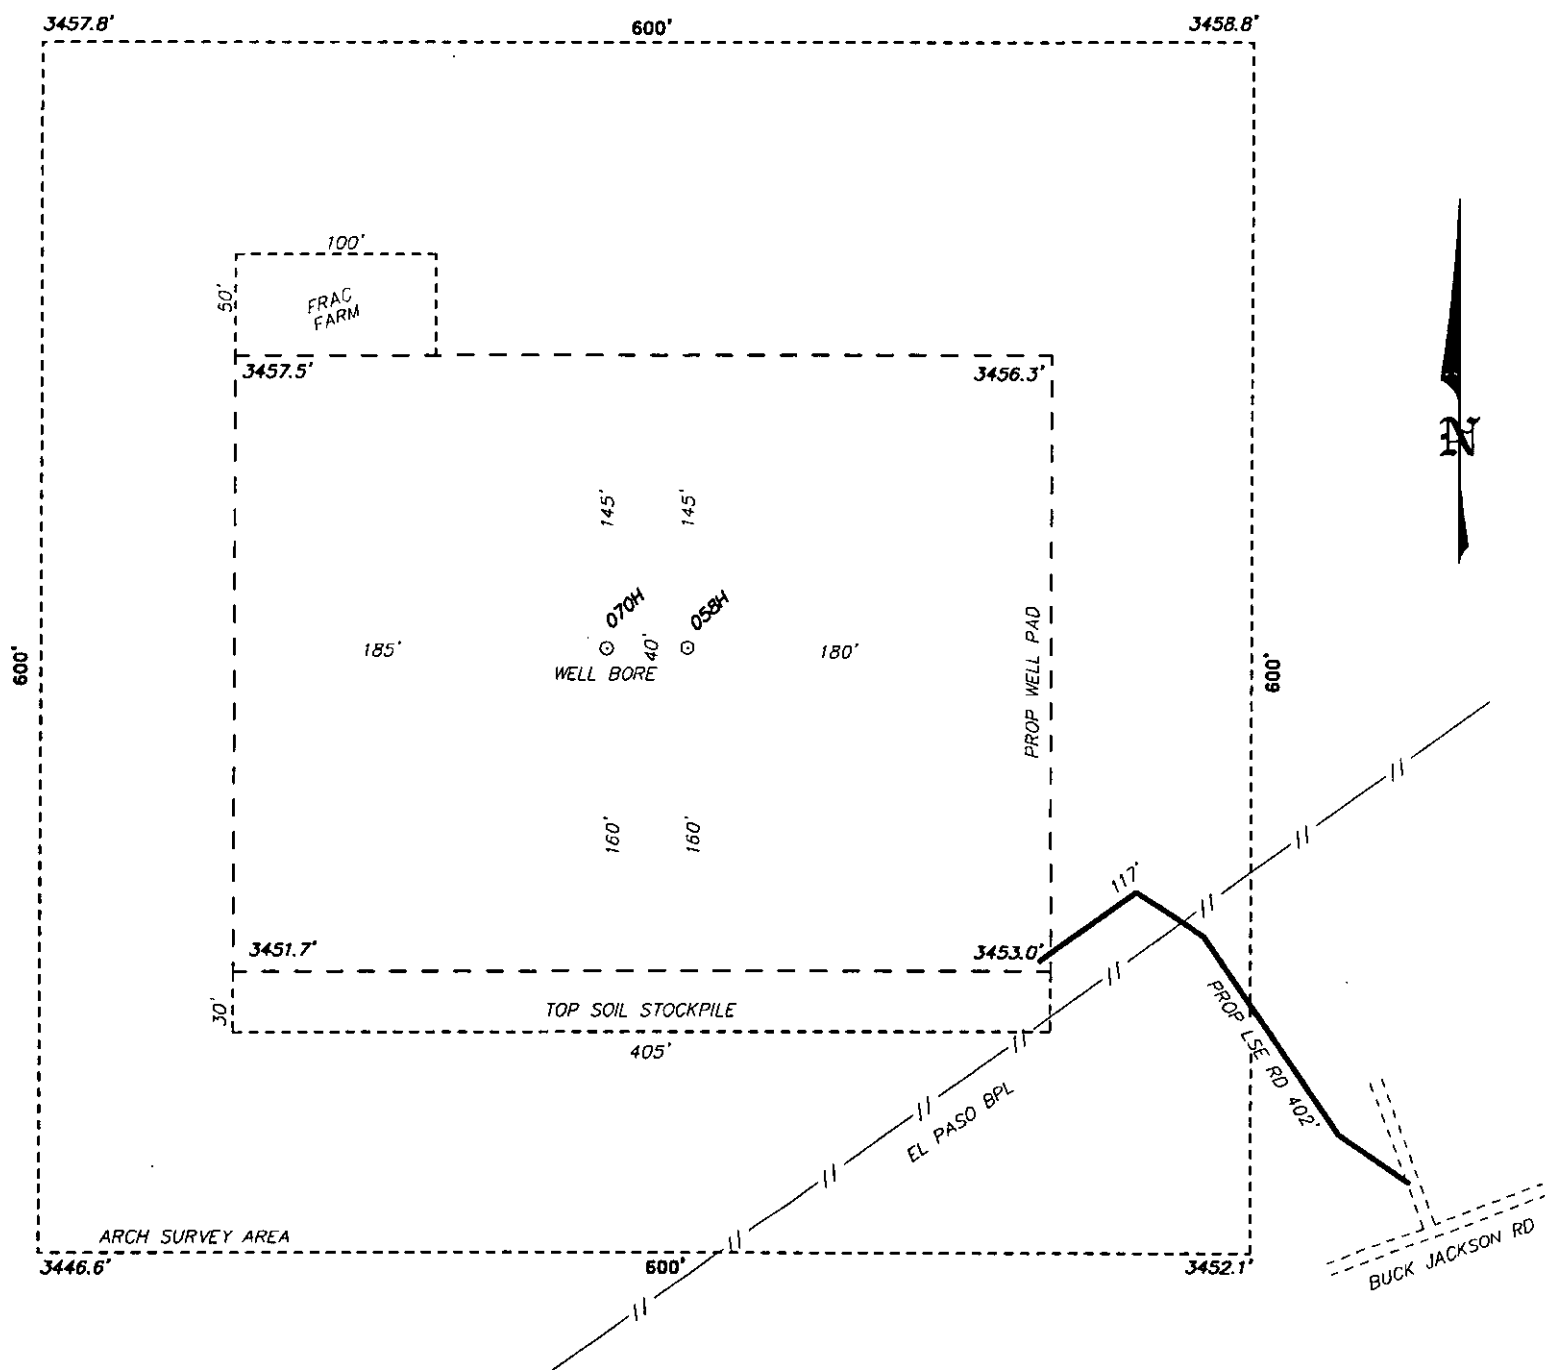 3457.8' 600' 3458.8'
100'
50'
FRAC
FARM
3457.5' 3456.3'
N
145' 145'
070H 058H
185' 40' 180'
WELL BORE
PROP WELL PAD
600' 600'
160' 160'
117'
3451.7' 3453.0'
30' TOP SOIL STOCKPILE
405'
PROP LSE RD 402'
EL PASO BPL
ARCH SURVEY AREA
3446.6' 600' 3452.1'
BUCK JACKSON RD